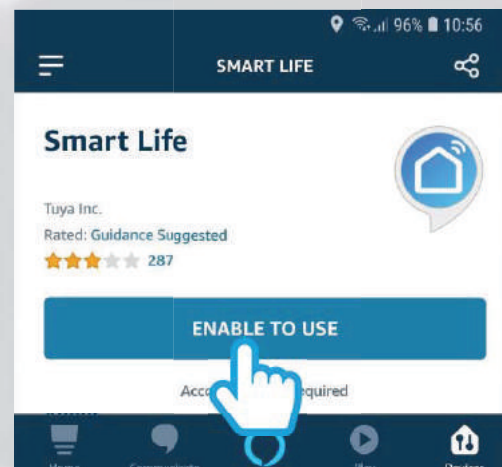 96% 10:56
SMART LIFE
Smart Life
Tuya Inc.
Rated: Guidance Suggested
287
ENABLE TO USE